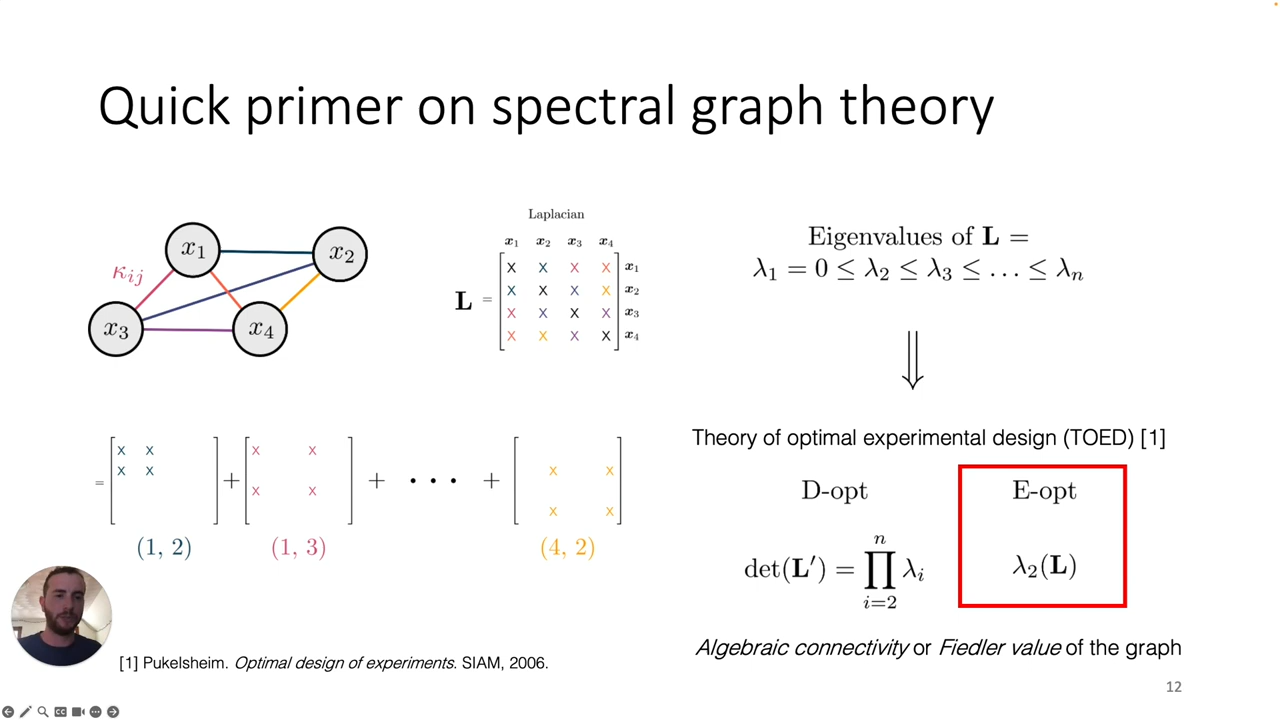 Quick primer on spectral graph theory
x₁
x₂
κᵢⱼ
x₃
x₄
Laplacian
x₁ x₂ x₃ x₄
L =
x x x x x₁
x x x x x₂
x x x x x₃
x x x x x₄
Eigenvalues of L =
λ₁ = 0 ≤ λ₂ ≤ λ₃ ≤ … ≤ λₙ
⇓
Theory of optimal experimental design (TOED) [1]
D-opt
E-opt
det(L′) = ∏ᵢ₌₂ⁿ λᵢ
λ₂(L)
Algebraic connectivity or Fiedler value of the graph
=
x x
x x
+
x x
x x
+ · · · +
x x
x x
(1, 2)
(1, 3)
(4, 2)
[1] Pukelsheim. Optimal design of experiments. SIAM, 2006.
12